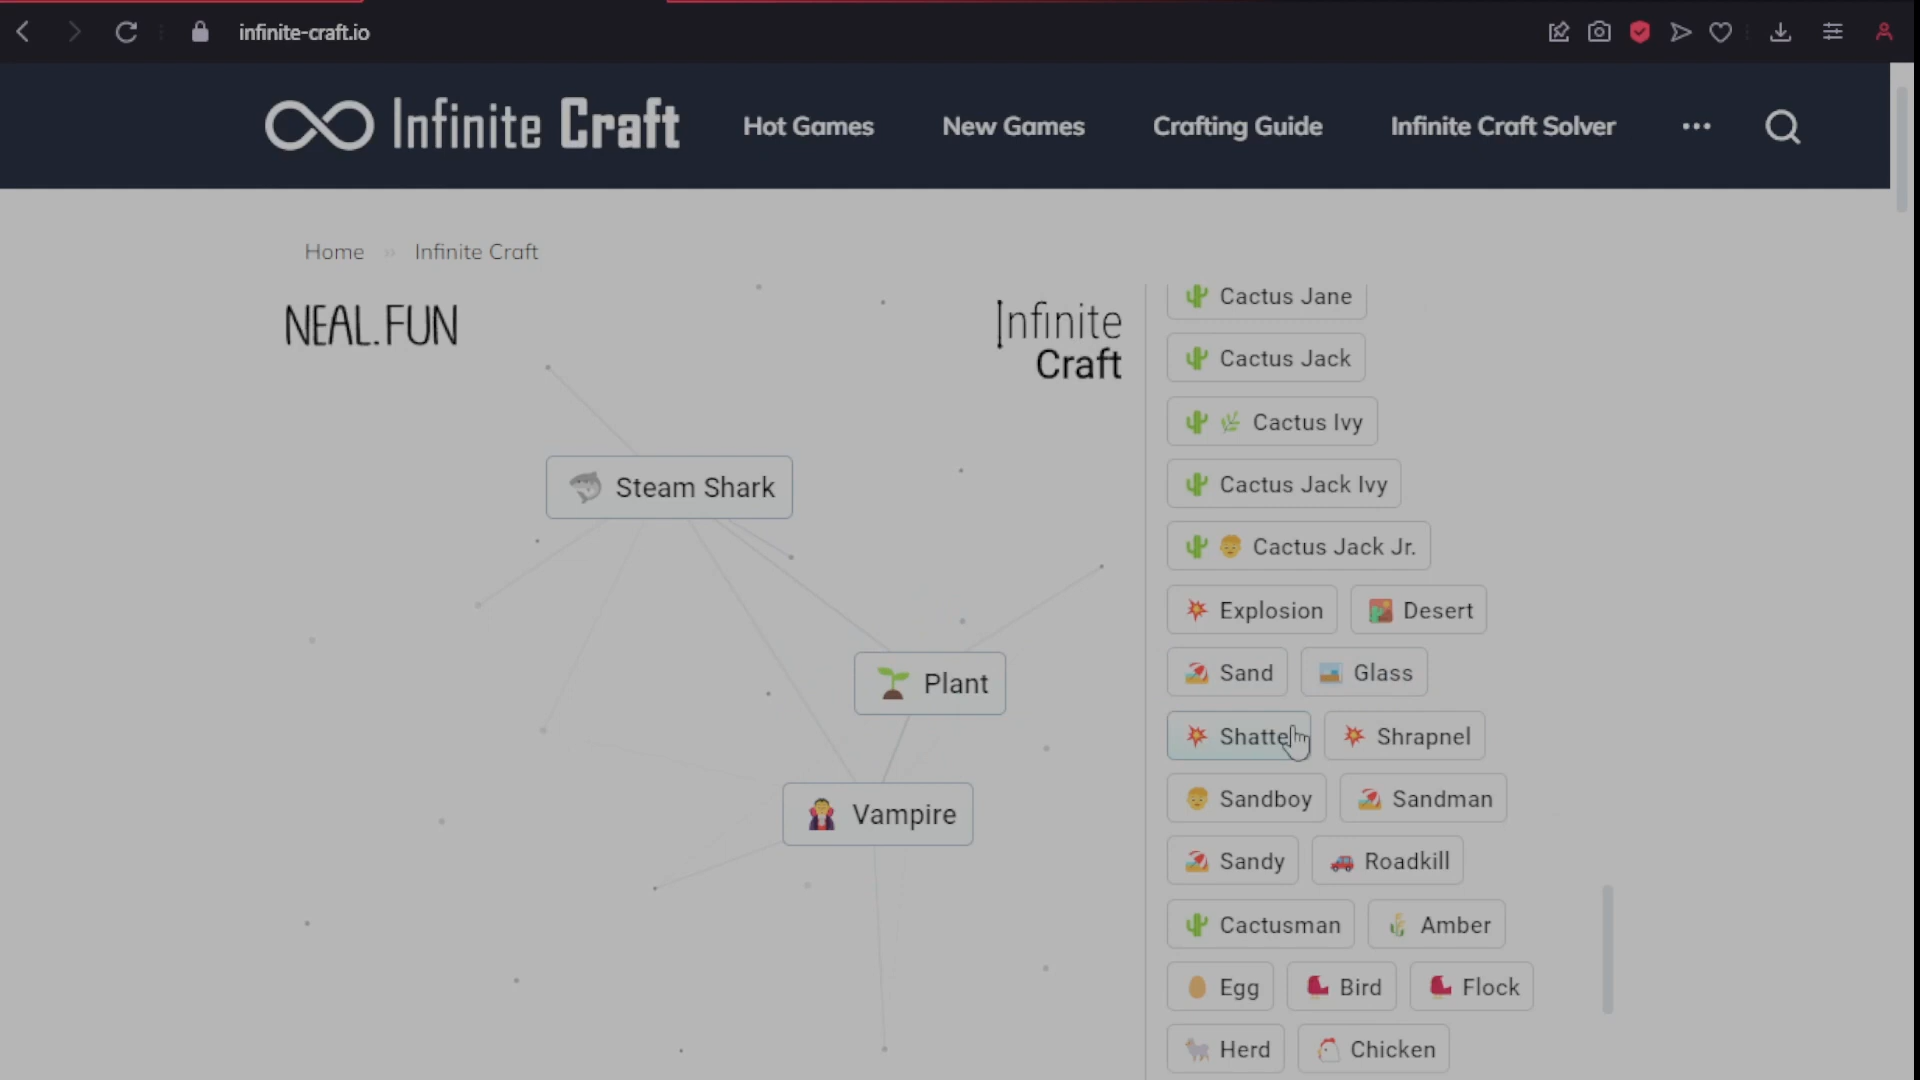 infinite-craft.io
Infinite Craft
Hot Games
New Games
Crafting Guide
Infinite Craft Solver
Home » Infinite Craft
NEAL.FUN
Infinite
Craft
Steam Shark
Plant
Vampire
Cactus Jane
Cactus Jack
Cactus Ivy
Cactus Jack Ivy
Cactus Jack Jr.
Explosion Desert
Sand Glass
Shatte Shrapnel
Sandboy Sandman
Sandy Roadkill
Cactusman Amber
Egg Bird Flock
Herd Chicken